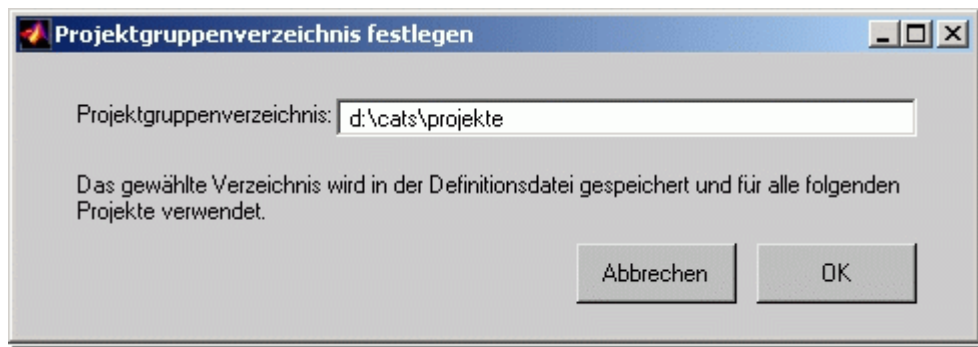 Projektgruppenverzeichnis festlegen
Projektgruppenverzeichnis: d:\cats\projekte
Das gewählte Verzeichnis wird in der Definitionsdatei gespeichert und für alle folgenden
Projekte verwendet.
Abbrechen OK